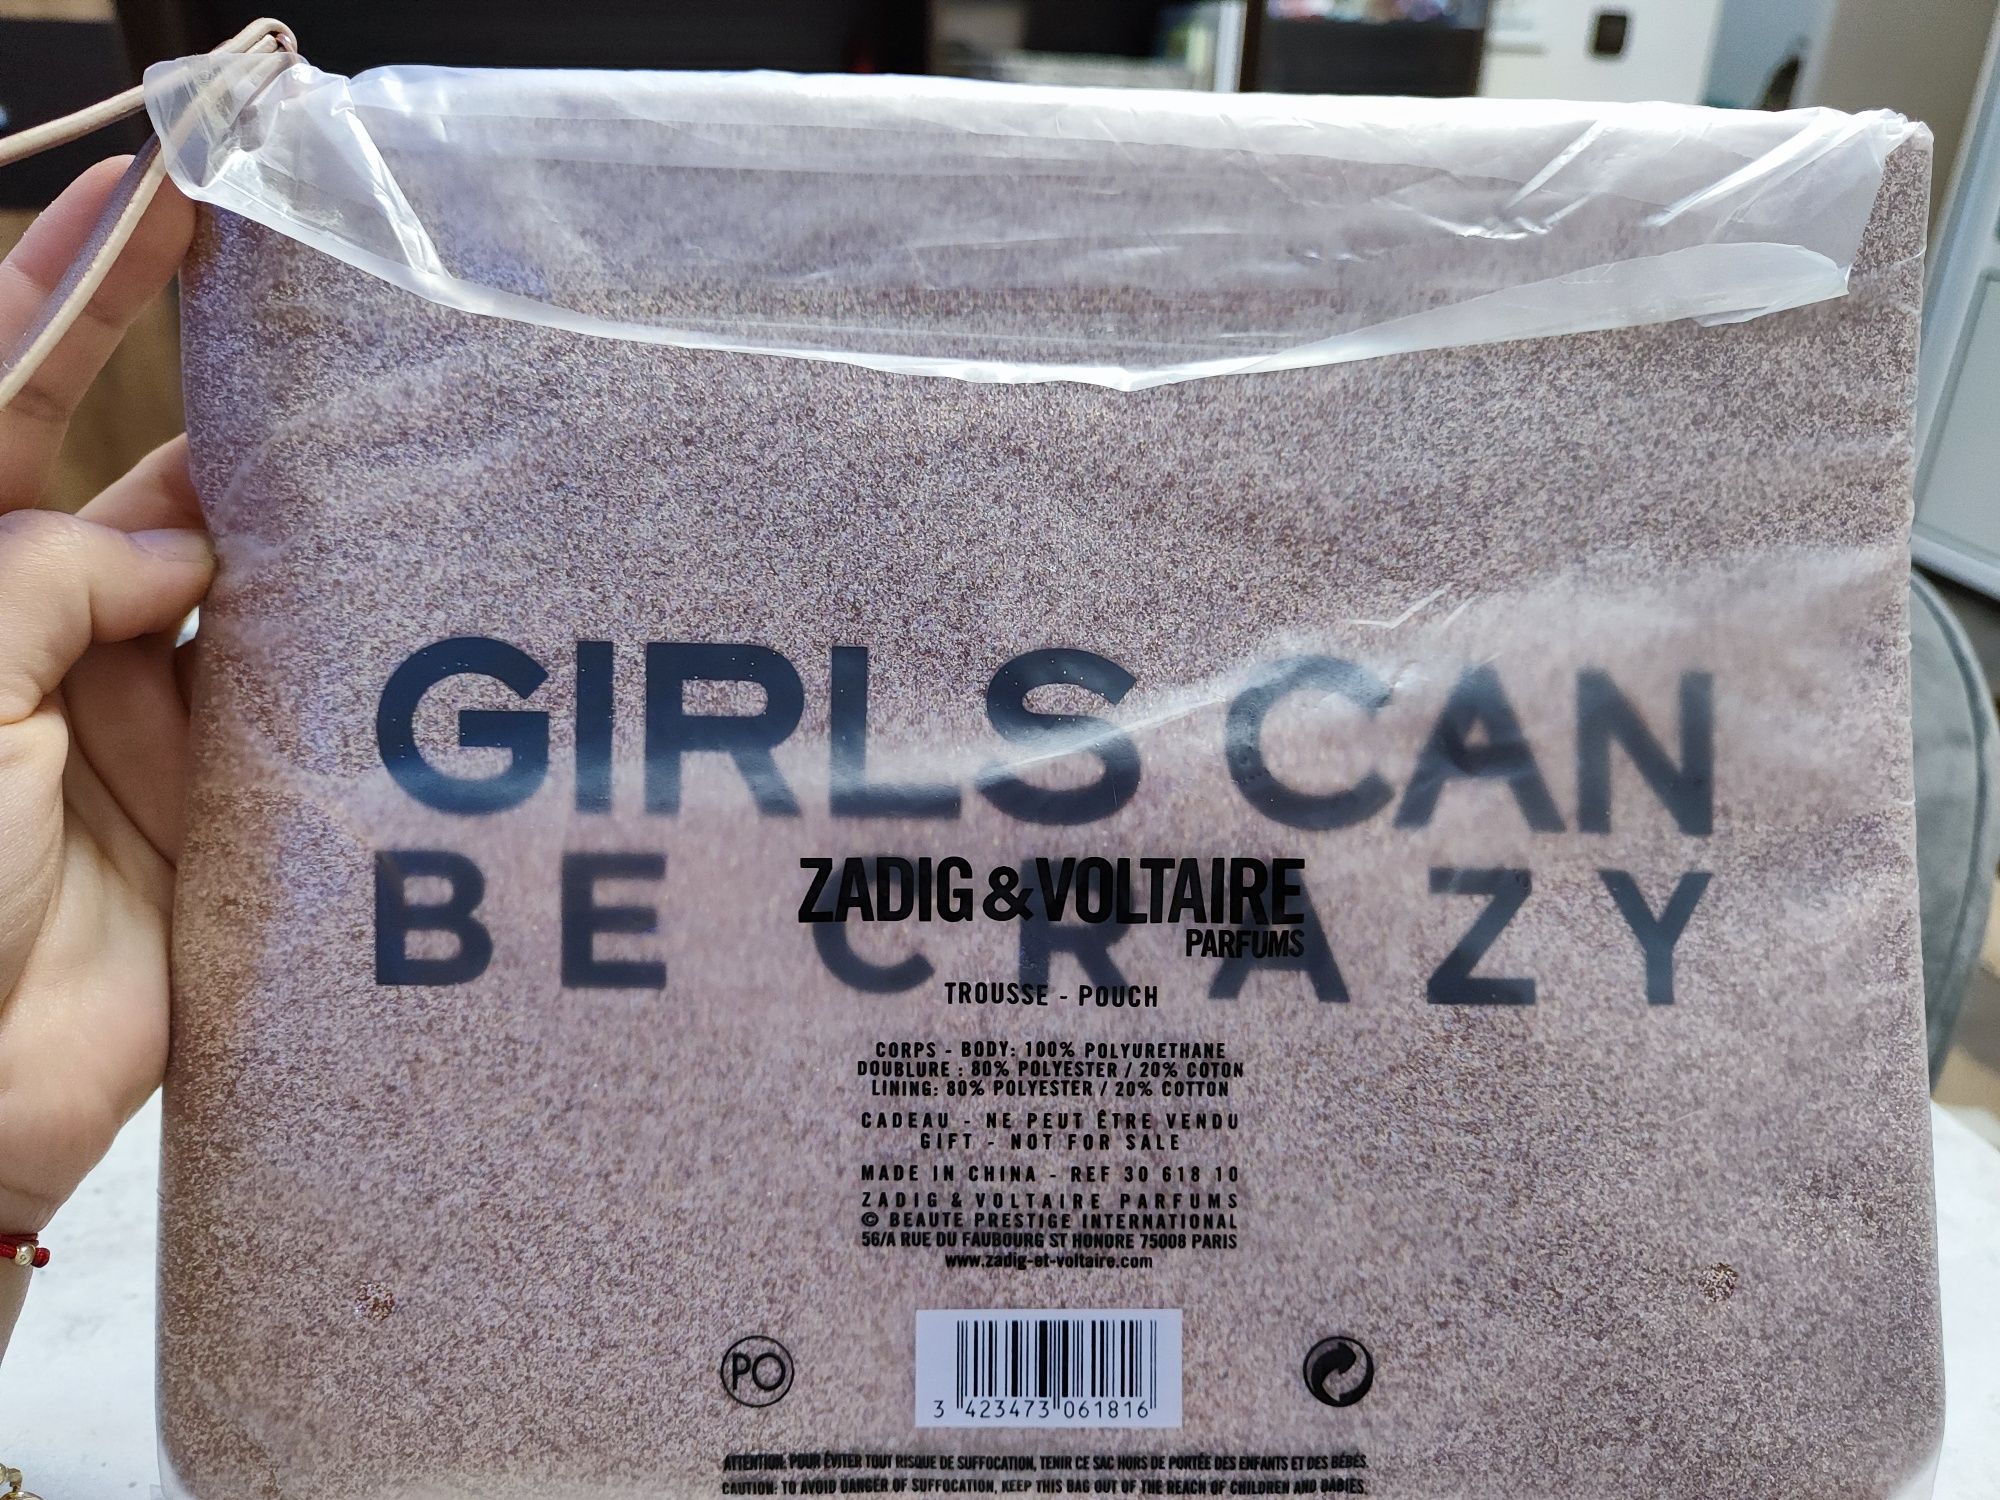 GIRLS CAN
BE CRAZY
ZADIG & VOLTAIRE
PARFUMS
TROUSSE - POUCH
CORPS - BODY: 100% POLYURETHANE
DOUBLURE : 80% POLYESTER / 20% COTON
LINING: 80% POLYESTER / 20% COTTON
CADEAU - NE PEUT ÊTRE VENDU
GIFT - NOT FOR SALE
MADE IN CHINA - REF 30 618 10
ZADIG & VOLTAIRE PARFUMS
© BEAUTE PRESTIGE INTERNATIONAL
56/A RUE DU FAUBOURG ST HONORE 75008 PARIS
www.zadig-et-voltaire.com
PO
3 423473 061816
ATTENTION: POUR ÉVITER TOUT RISQUE DE SUFFOCATION, TENIR CE SAC HORS DE PORTÉE DES ENFANTS ET DES BÉBÉS.
CAUTION: TO AVOID DANGER OF SUFFOCATION, KEEP THIS BAG OUT OF THE REACH OF CHILDREN AND BABIES.